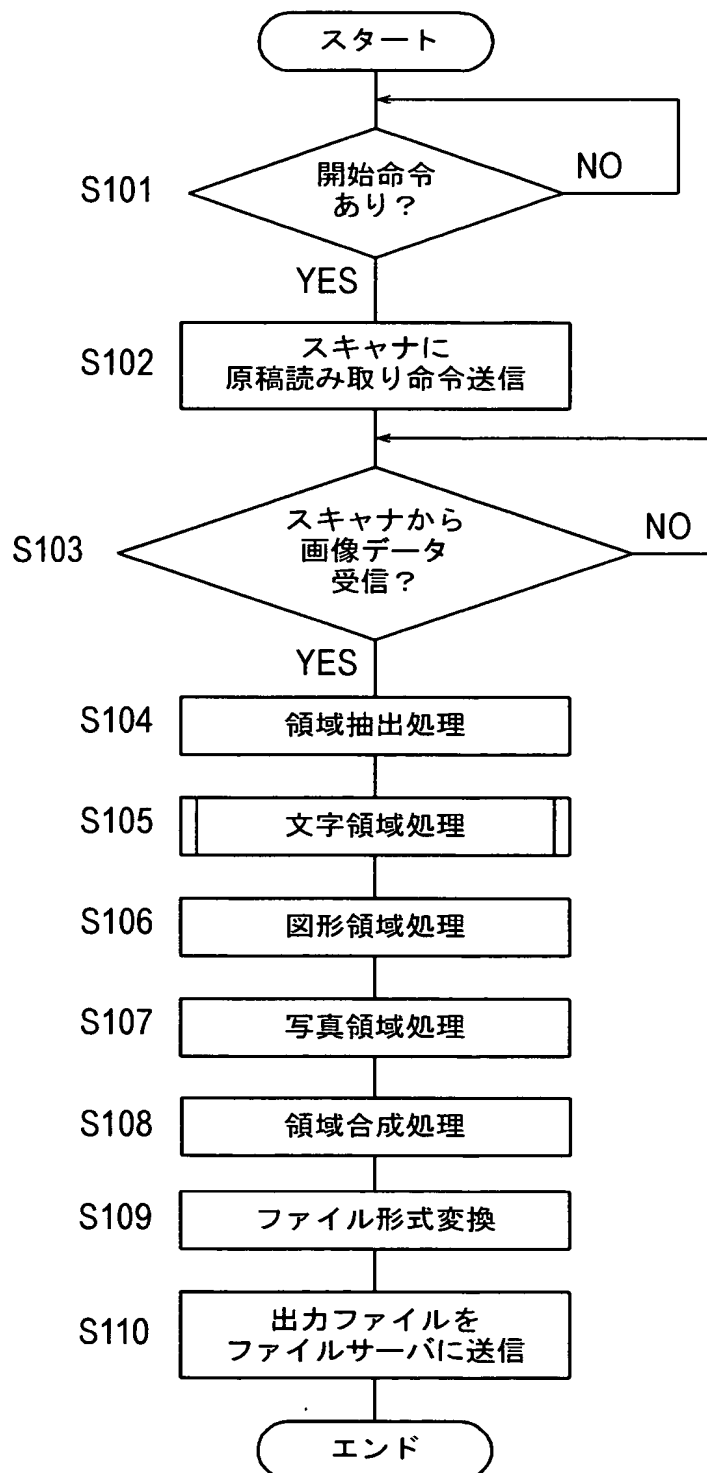 スタート
S101
開始命令
あり？
NO
YES
S102
スキャナに
原稿読み取り命令送信
S103
スキャナから
画像データ
受信？
NO
YES
S104
領域抽出処理
S105
文字領域処理
S106
図形領域処理
S107
写真領域処理
S108
領域合成処理
S109
ファイル形式変換
S110
出力ファイルを
ファイルサーバに送信
エンド